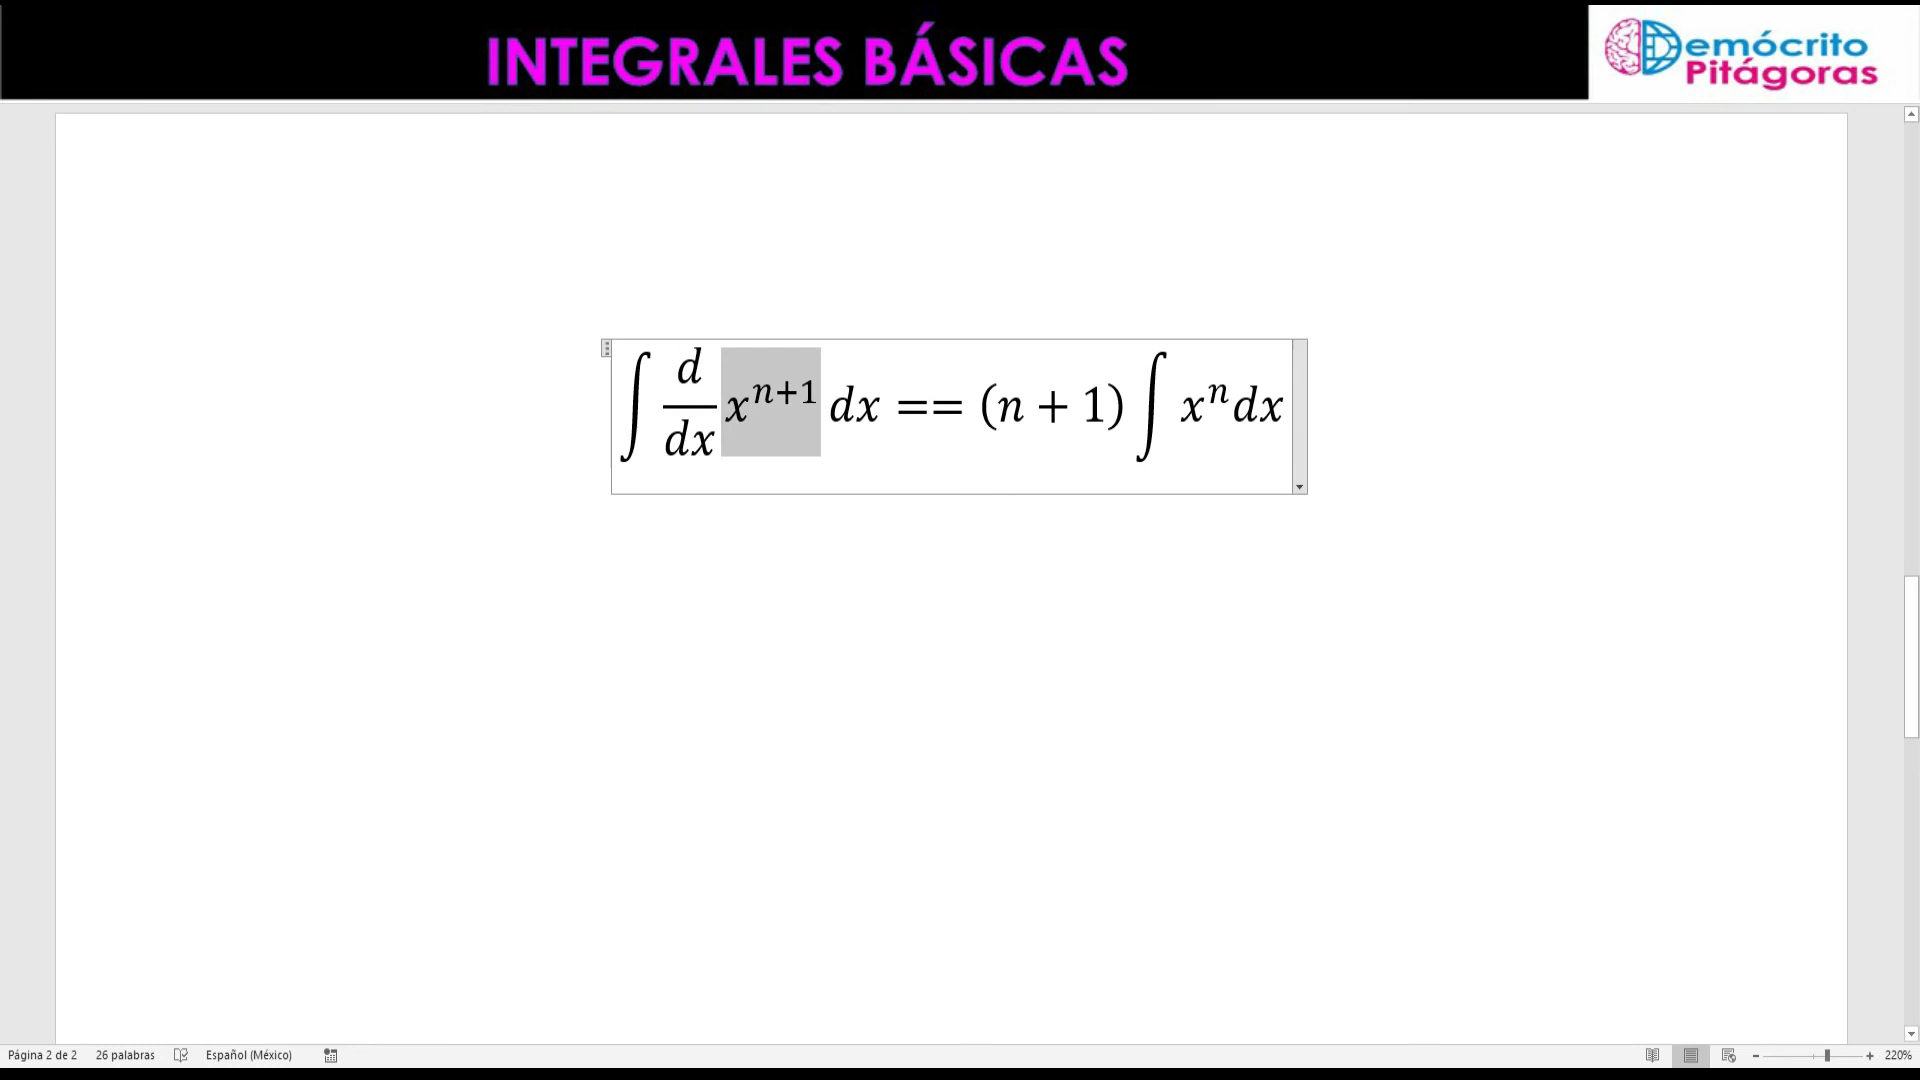 INTEGRALES BÁSICAS
Demócrito
Pitágoras
∫ d/dx x^{n+1} dx == (n + 1) ∫ x^n dx
Página 2 de 2 26 palabras Español (México) 220%